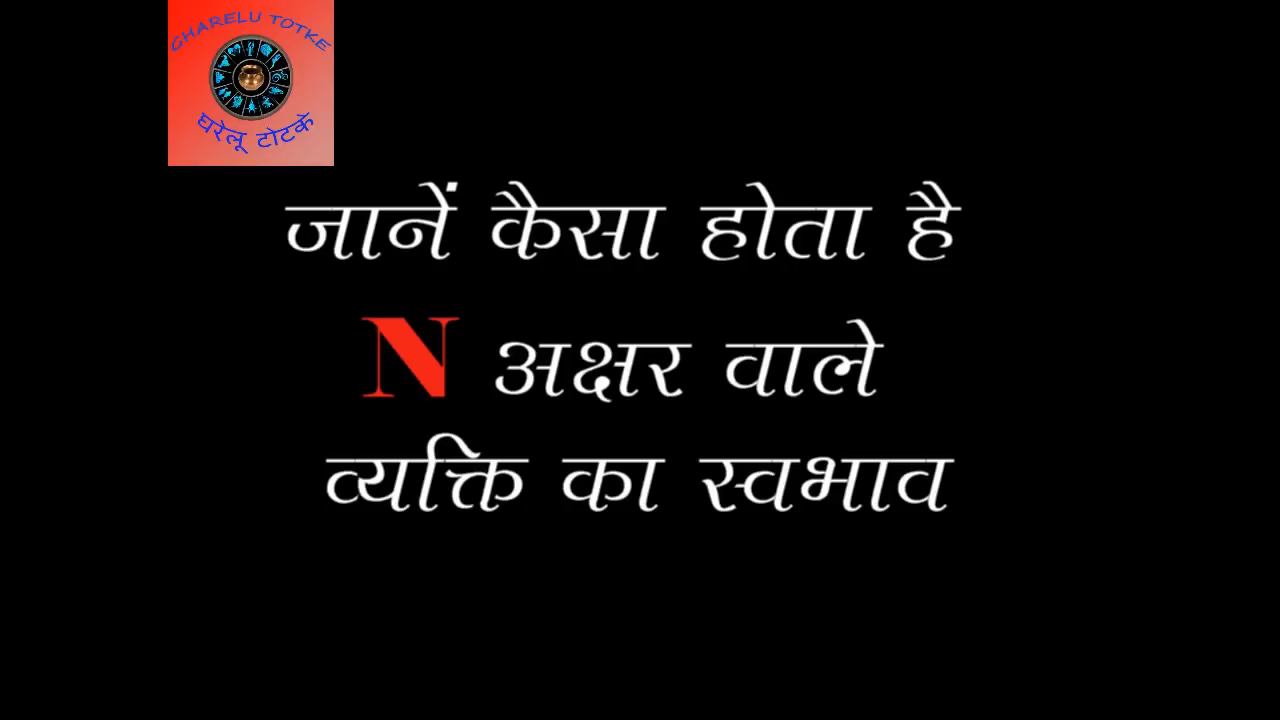 GHARELU TOTKE
घरेलू टोटके
जानें कैसा होता है
N अक्षर वाले
व्यक्ति का स्वभाव